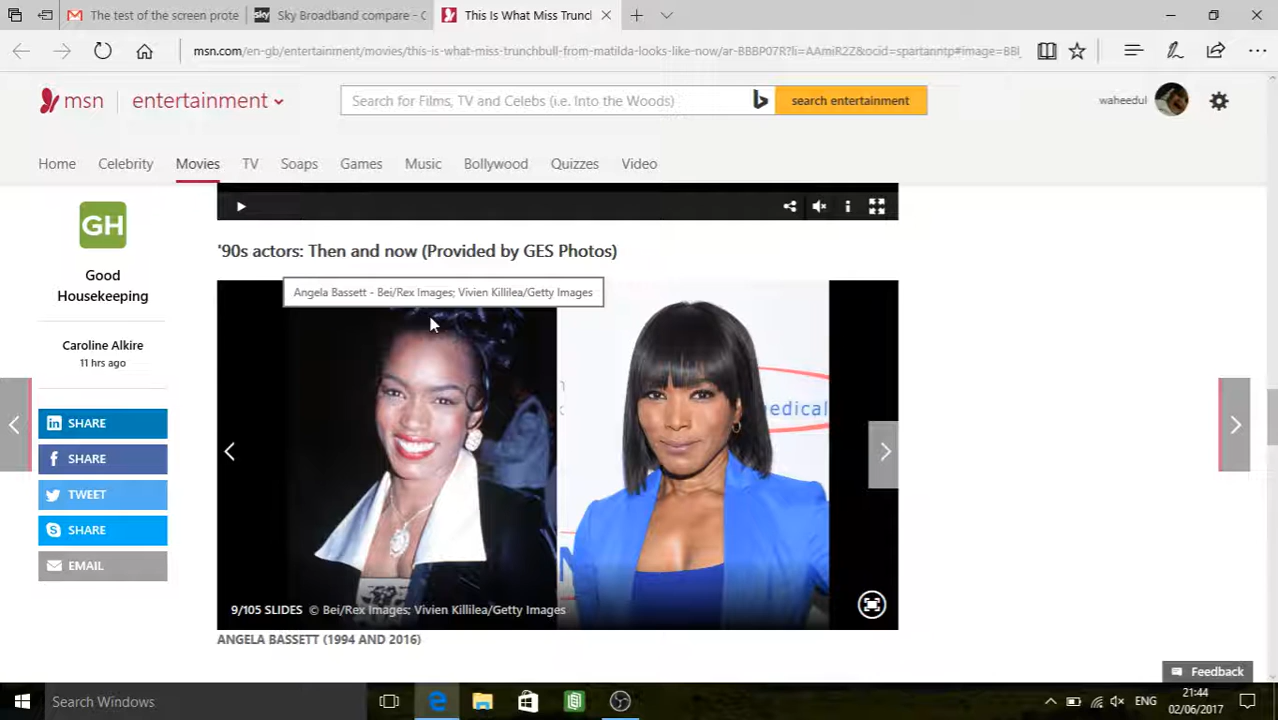 The test of the screen prote
Sky Broadband compare - C
This Is What Miss Trunchb
msn.com/en-gb/entertainment/movies/this-is-what-miss-trunchbull-from-matilda-looks-like-now/ar-BBBP07R?li=AAmiR2Z&ocid=spartanntp#image=BBl
msn
entertainment
Search for Films, TV and Celebs (i.e. Into the Woods)
search entertainment
waheedul
Home
Celebrity
Movies
TV
Soaps
Games
Music
Bollywood
Quizzes
Video
GH
Good
Housekeeping
Caroline Alkire
11 hrs ago
SHARE
SHARE
TWEET
SHARE
EMAIL
'90s actors: Then and now (Provided by GES Photos)
Angela Bassett - Bei/Rex Images; Vivien Killilea/Getty Images
edical
9/105 SLIDES © Bei/Rex Images; Vivien Killilea/Getty Images
ANGELA BASSETT (1994 AND 2016)
Feedback
Search Windows
ENG
21:44
02/06/2017